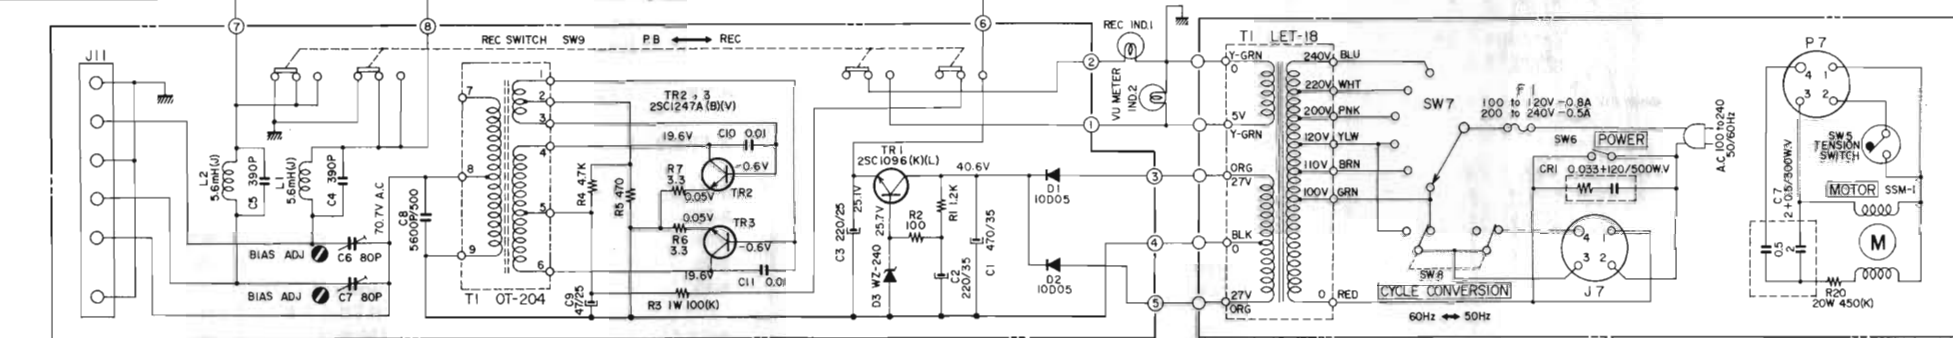 7
8
6
J11
REC SWITCH SW9 P.B ⟷ REC
REC IND.1
VU METER
IND.2
2
1
3
4
5
L2
5.6mH(J)
C5 390P
L1
5.6mH(J)
C4 390P
70.7V A.C
C8
5600P/500
BIAS ADJ C6 80P
BIAS ADJ C7 80P
7
8
9
1
2
3
4
5
6
T1 OT-204
TR2, 3
2SC1247A(B)(V)
19.6V
C10 0.01
-0.6V
R7
3.3
0.05V
TR2
0.05V
TR3
R6
3.3
-0.6V
19.6V
C11 0.01
R4 4.7K
R5 470
C9
47/25
R3 1W 100(K)
TR1
2SC1096(K)(L)
40.6V
C3 220/25
25.1V
25.7V
R2
100
R1 1.2K
D3 WZ-240
C2
220/35
C1 470/35
D1
10D05
D2
10D05
T1 LET-18
Y-GRN
0
5V
Y-GRN
ORG
27V
BLK
0
27V
ORG
240V BLU
220V WHT
200V PNK
120V YLW
110V BRN
100V GRN
0 RED
SW7
F1
100 to 120V-0.8A
200 to 240V-0.5A
SW6 POWER
CR1 0.033+120/500W.V
A.C 100 to 240
50/60Hz
SW8
CYCLE CONVERSION
60Hz ⟷ 50Hz
4 1
3 2
J7
P7
4 1
3 2
SW5
TENSION
SWITCH
C7
2+0.5/300W.V
MOTOR SSM-1
M
0.5
2
R20
20W 450(K)